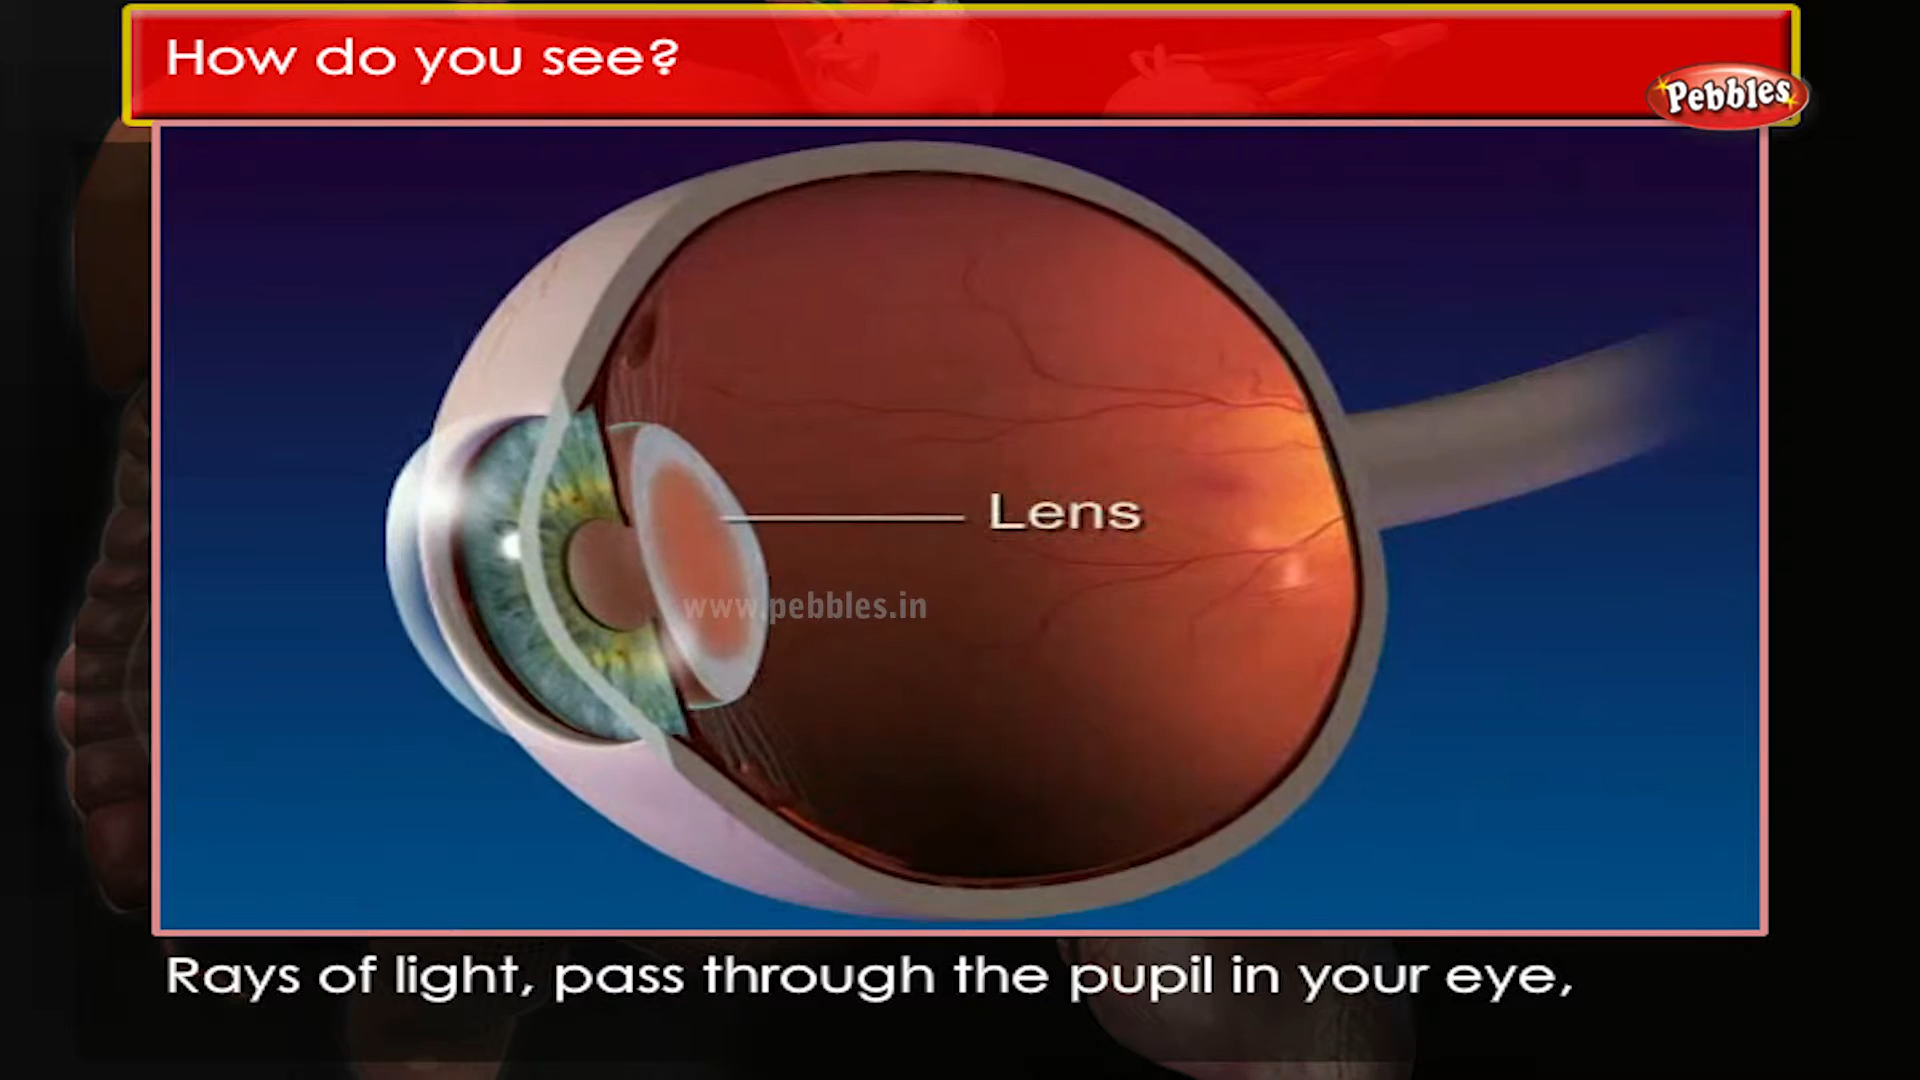 How do you see?
Pebbles
Lens
www.pebbles.in
Rays of light, pass through the pupil in your eye,